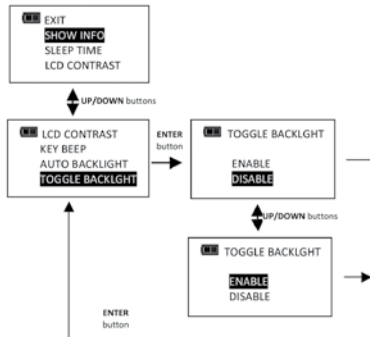 EXIT
SHOW INFO
SLEEP TIME
LCD CONTRAST
UP/DOWN buttons
LCD CONTRAST
KEY BEEP
AUTO BACKLIGHT
TOGGLE BACKLGHT
ENTER
button
TOGGLE BACKLGHT
ENABLE
DISABLE
UP/DOWN buttons
TOGGLE BACKLGHT
ENABLE
DISABLE
ENTER
button